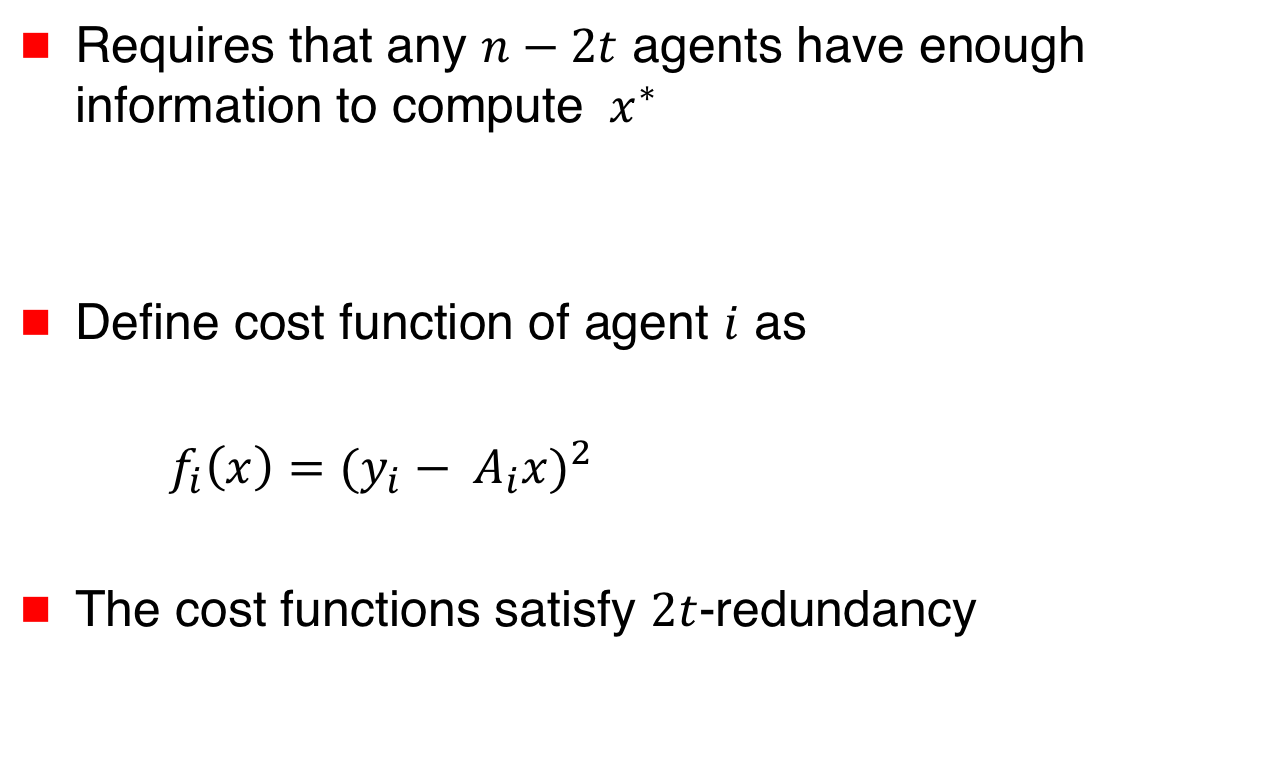 ■ Requires that any 𝑛 − 2𝑡 agents have enough
information to compute 𝑥*
■ Define cost function of agent 𝑖 as
𝑓ᵢ(𝑥) = (𝑦ᵢ − 𝐴ᵢ𝑥)²
■ The cost functions satisfy 2𝑡-redundancy